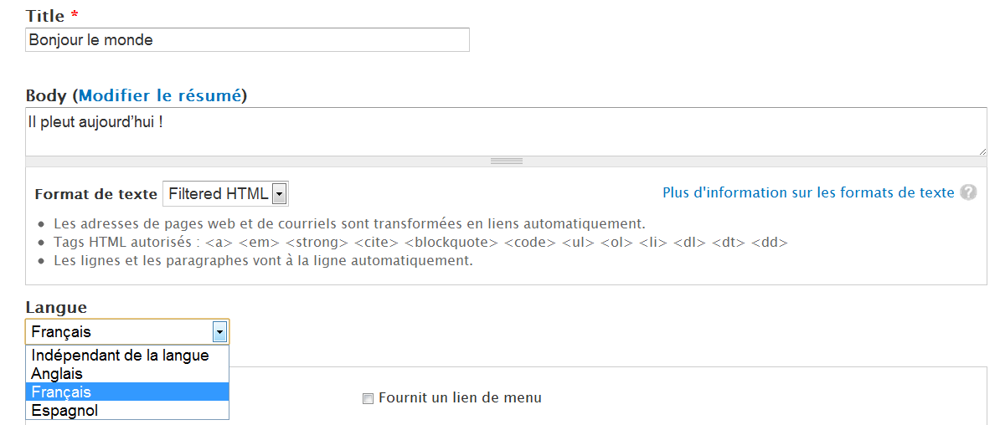 Title *
Bonjour le monde
Body (Modifier le résumé)
Il pleut aujourd’hui !
Format de texte Filtered HTML Plus d'information sur les formats de texte ?
Les adresses de pages web et de courriels sont transformées en liens automatiquement.
Tags HTML autorisés : <a> <em> <strong> <cite> <blockquote> <code> <ul> <ol> <li> <dl> <dt> <dd>
Les lignes et les paragraphes vont à la ligne automatiquement.
Langue
Français
Indépendant de la langue
Anglais
Français
Fournit un lien de menu
Espagnol